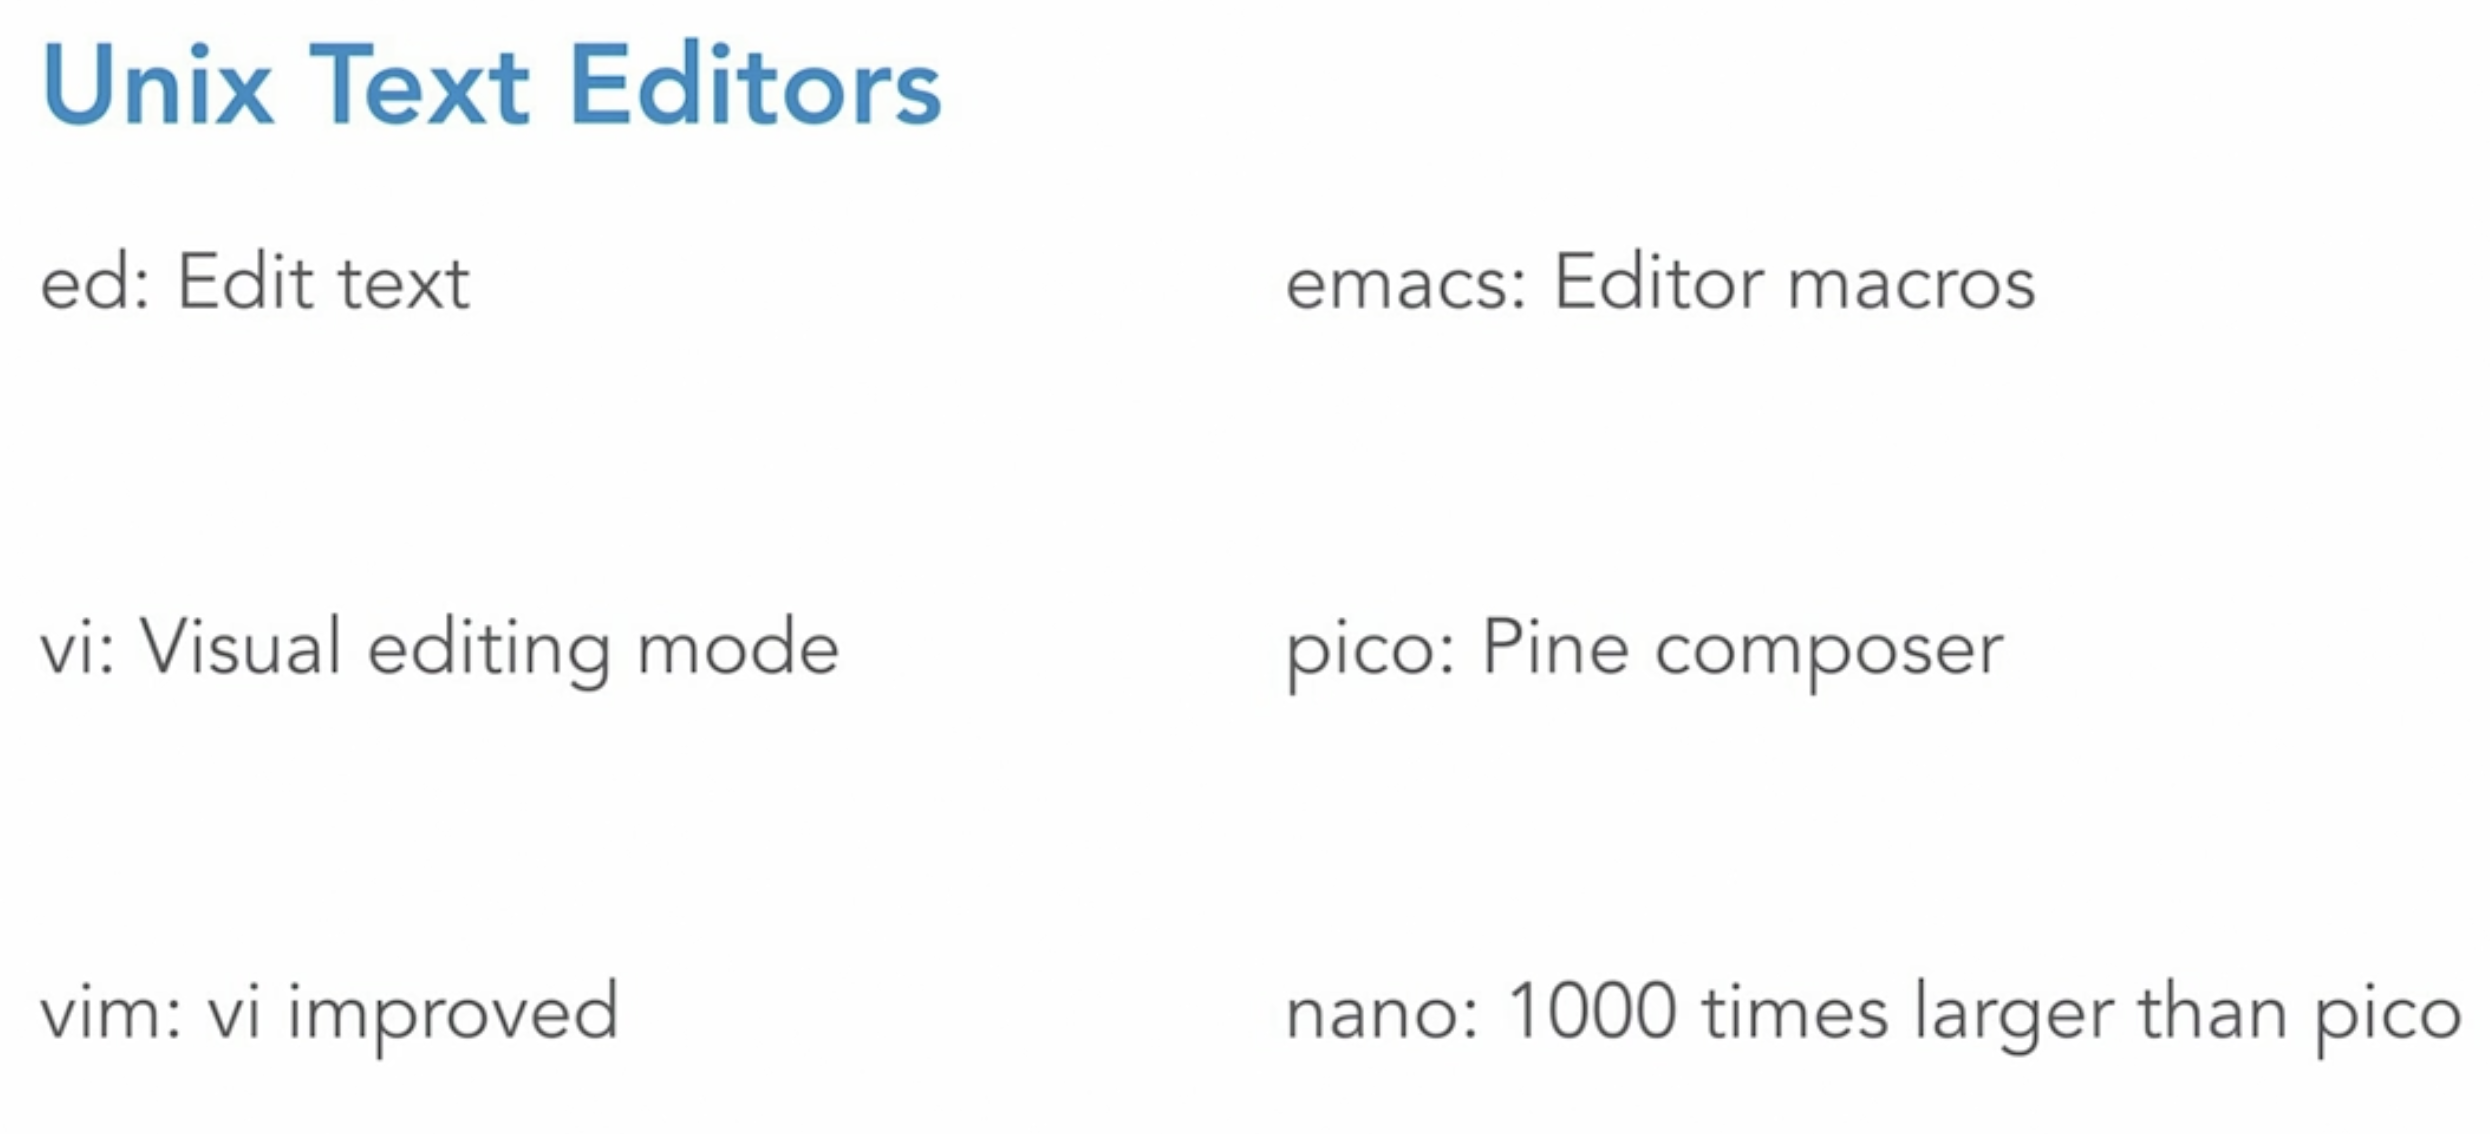 Unix Text Editors
ed: Edit text
vi: Visual editing mode
vim: vi improved
emacs: Editor macros
pico: Pine composer
nano: 1000 times larger than pico